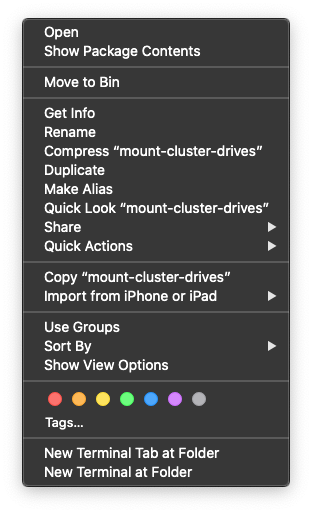 Open
Show Package Contents
Move to Bin
Get Info
Rename
Compress “mount-cluster-drives”
Duplicate
Make Alias
Quick Look “mount-cluster-drives”
Share
Quick Actions
Copy “mount-cluster-drives”
Import from iPhone or iPad
Use Groups
Sort By
Show View Options
Tags...
New Terminal Tab at Folder
New Terminal at Folder